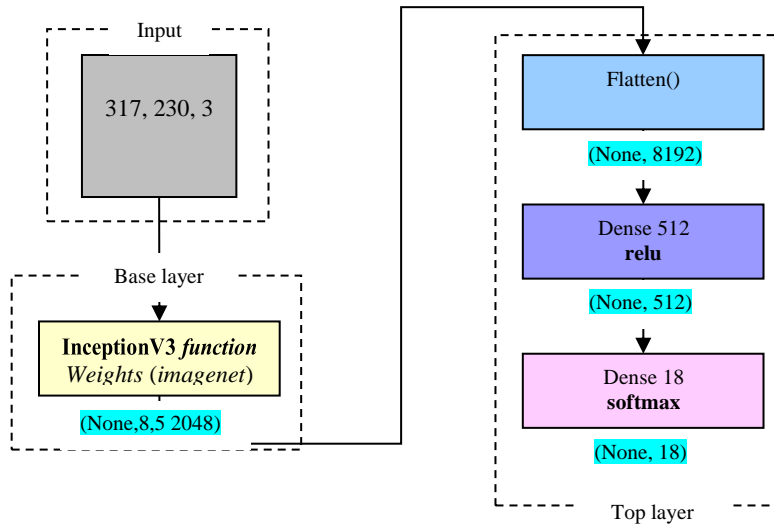 Input
317, 230, 3
Base layer
InceptionV3 function
Weights (imagenet)
(None,8,5 2048)
Flatten()
(None, 8192)
Dense 512
relu
(None, 512)
Dense 18
softmax
(None, 18)
Top layer